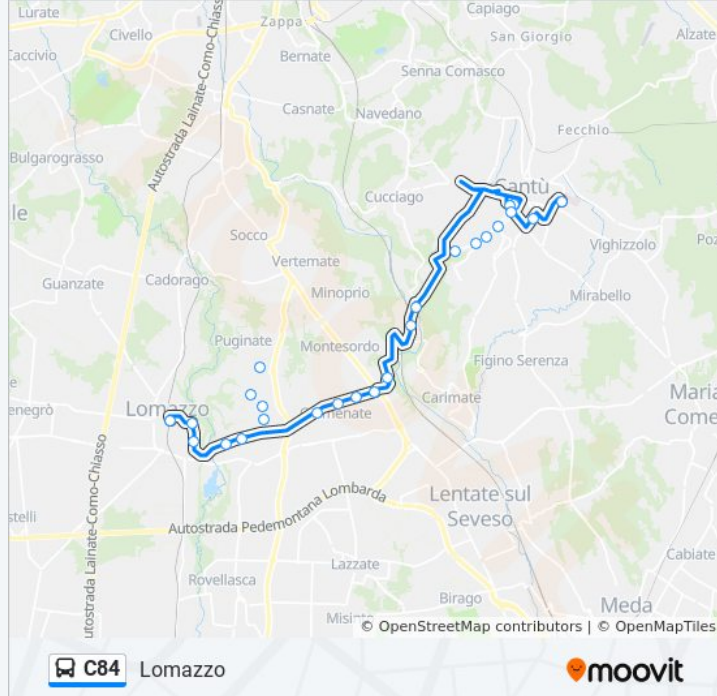 Lurate
Civello
Caccivio
Zappa
Bernate
Capiago
San Giorgio
Alzate
Senna Comasco
Casnate
Navedano
Fecchio
Bulgarograsso
Autostrada Lainate-Como-Chiasso
Cucciago
Cantù
le
Socco
Vighizzolo
Poz
Guanzate
Cadorago
Vertemate
Minoprio
Mirabello
Puginate
Montesordo
Figino Serenza
enegrò
Lomazzo
Carimate
Maria
Come
Lentate sul
Seveso
Autostrada Pedemontana Lombarda
stelli
utostrada Lainate-Como-Chiasso
Rovellasca
Lazzate
Cabiate
Birago
Meda
Misinto
© OpenStreetMap contributors | © OpenMapTiles
C84 Lomazzo
moovit